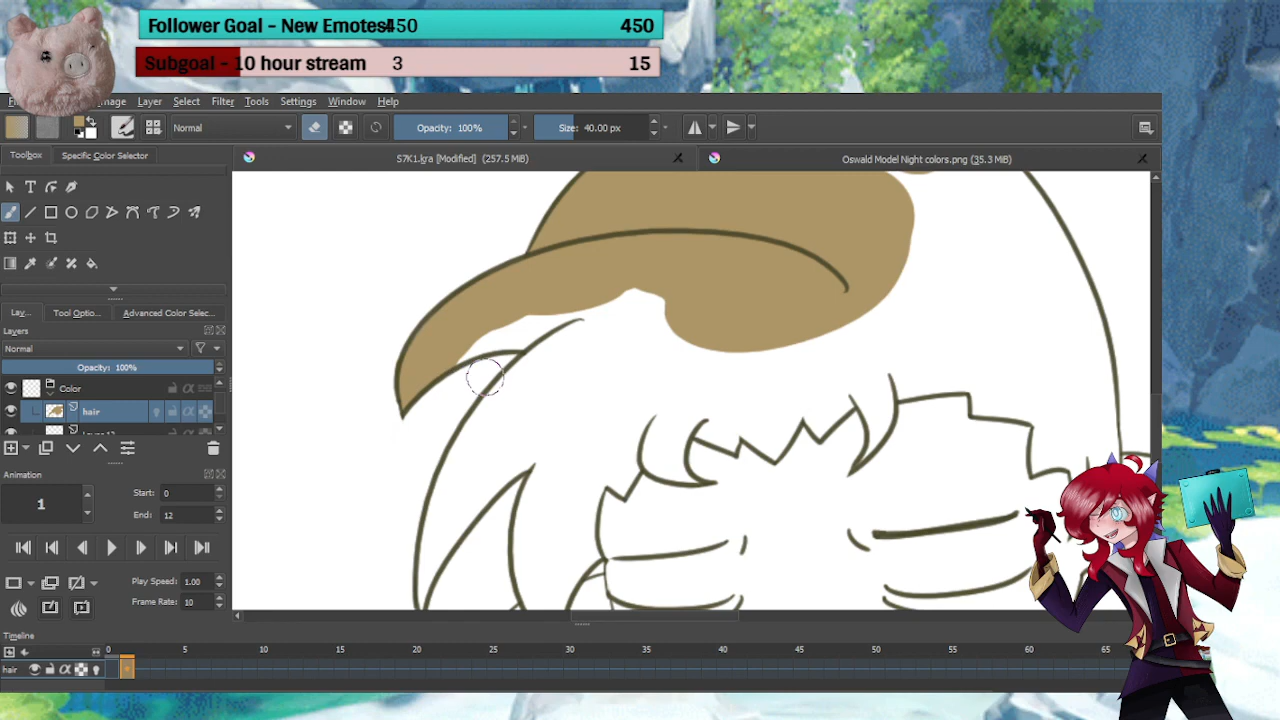 Follower Goal - New Emotes! 450 450
Subgoal - 10 hour stream 3 15
Image Layer Select Filter Tools Settings Window Help
Normal Opacity: 100% Size: 40.00 px
Toolbox Specific Color Selector S7K1.kra [Modified] (257.5 MiB) Oswald Model Night colors.png (35.3 MiB)
Lay... Tool Optio... Advanced Color Selec...
Layers
Normal
Opacity: 100%
Color
hair
Animation
1 Start: 0
End: 12
Play Speed: 1.00
Frame Rate: 10
Timeline
0 5 10 15 20 25 30 35 40 45 50 55 60 65
hair